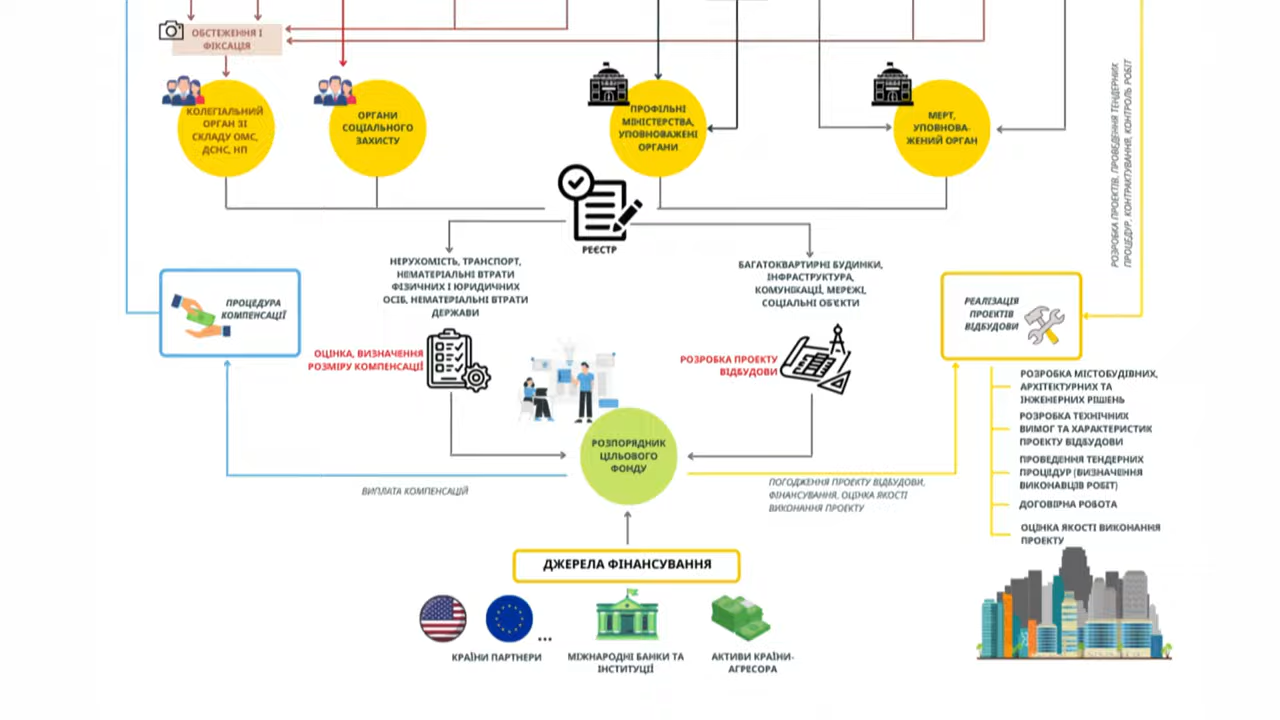 ОБСТЕЖЕННЯ І
ФІКСАЦІЯ
КОЛЕГІАЛЬНИЙ
ОРГАН ЗІ
СКЛАДУ ОМС,
ДСНС, НП
ОРГАНИ
СОЦІАЛЬНОГО
ЗАХИСТУ
ПРОФІЛЬНІ
МІНІСТЕРСТВА,
УПОВНОВАЖЕНІ
ОРГАНИ
МЕРТ,
УПОВНОВА-
ЖЕНИЙ ОРГАН
РОЗРОБКА ПРОЕКТІВ, ПРОВЕДЕННЯ ТЕНДЕРНИХ
ПРОЦЕДУР, КОНТРАКТУВАННЯ, КОНТРОЛЬ РОБІТ
РЕЄСТР
НЕРУХОМІСТЬ, ТРАНСПОРТ,
НЕМАТЕРІАЛЬНІ ВТРАТИ
ФІЗИЧНИХ І ЮРИДИЧНИХ
ОСІБ, НЕМАТЕРІАЛЬНІ ВТРАТИ
ДЕРЖАВИ
БАГАТОКВАРТИРНІ БУДИНКИ,
ІНФРАСТРУКТУРА,
КОМУНІКАЦІЇ, МЕРЕЖІ,
СОЦІАЛЬНІ ОБ'ЄКТИ
ПРОЦЕДУРА
КОМПЕНСАЦІЇ
РЕАЛІЗАЦІЯ
ПРОЕКТІВ
ВІДБУДОВИ
ОЦІНКА, ВИЗНАЧЕННЯ
РОЗМІРУ КОМПЕНСАЦІЇ
РОЗРОБКА ПРОЕКТУ
ВІДБУДОВИ
РОЗРОБКА МІСТОБУДІВНИХ,
АРХІТЕКТУРНИХ ТА
ІНЖЕНЕРНИХ РІШЕНЬ
РОЗРОБКА ТЕХНІЧНИХ
ВИМОГ ТА ХАРАКТЕРИСТИК
ПРОЕКТУ ВІДБУДОВИ
ПРОВЕДЕННЯ ТЕНДЕРНИХ
ПРОЦЕДУР (ВИЗНАЧЕННЯ
ВИКОНАВЦІВ РОБІТ)
ДОГОВІРНА РОБОТА
ОЦІНКА ЯКОСТІ ВИКОНАННЯ
ПРОЕКТУ
РОЗПОРЯДНИК
ЦІЛЬОВОГО
ФОНДУ
ВИПЛАТА КОМПЕНСАЦІЙ
ПОГОДЖЕННЯ ПРОЕКТУ ВІДБУДОВИ,
ФІНАНСУВАННЯ, ОЦІНКА ЯКОСТІ
ВИКОНАННЯ ПРОЕКТУ
ДЖЕРЕЛА ФІНАНСУВАННЯ
...
КРАЇНИ ПАРТНЕРИ
МІЖНАРОДНІ БАНКИ ТА
ІНСТИТУЦІЇ
АКТИВИ КРАЇНИ-
АГРЕСОРА